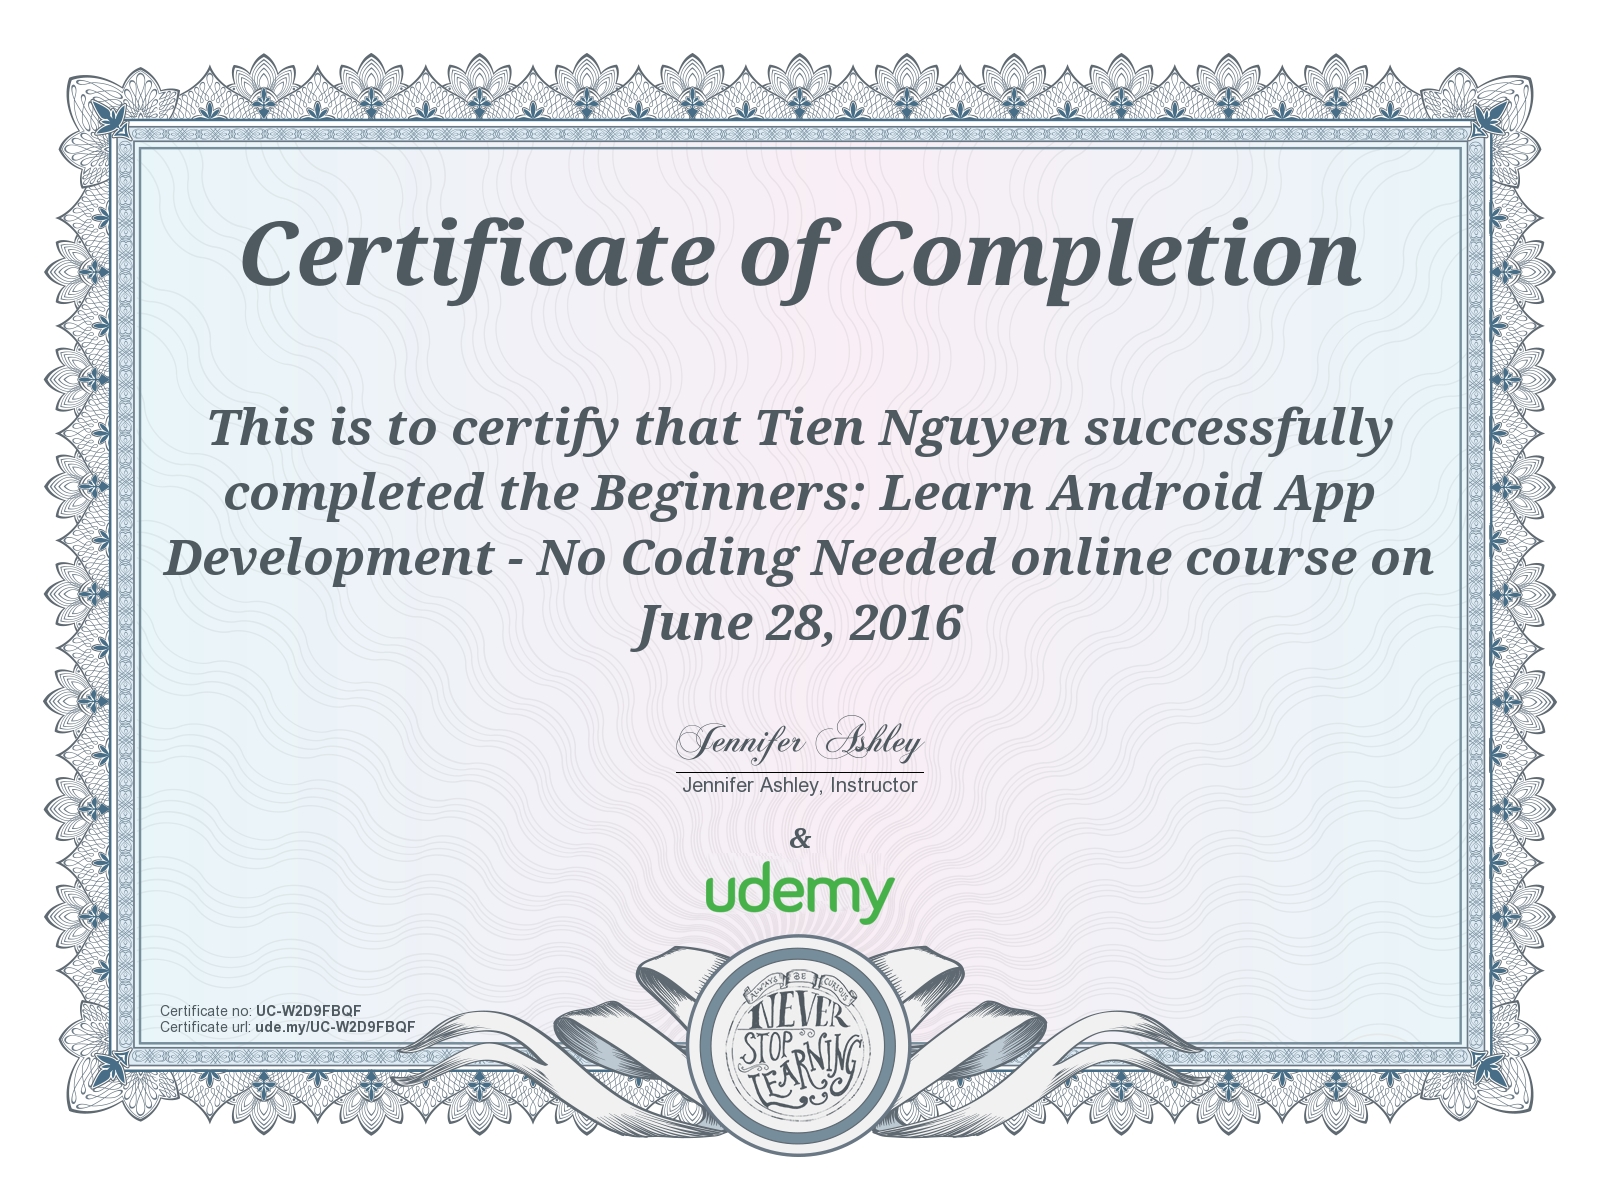 Certificate of Completion
This is to certify that Tien Nguyen successfully
completed the Beginners: Learn Android App
Development - No Coding Needed online course on
June 28, 2016
Jennifer Ashley
Jennifer Ashley, Instructor
&
udemy
Certificate no: UC-W2D9FBQF
Certificate url: ude.my/UC-W2D9FBQF
ALWAYS BE CURIOUS
NEVER
STOP
LEARNING